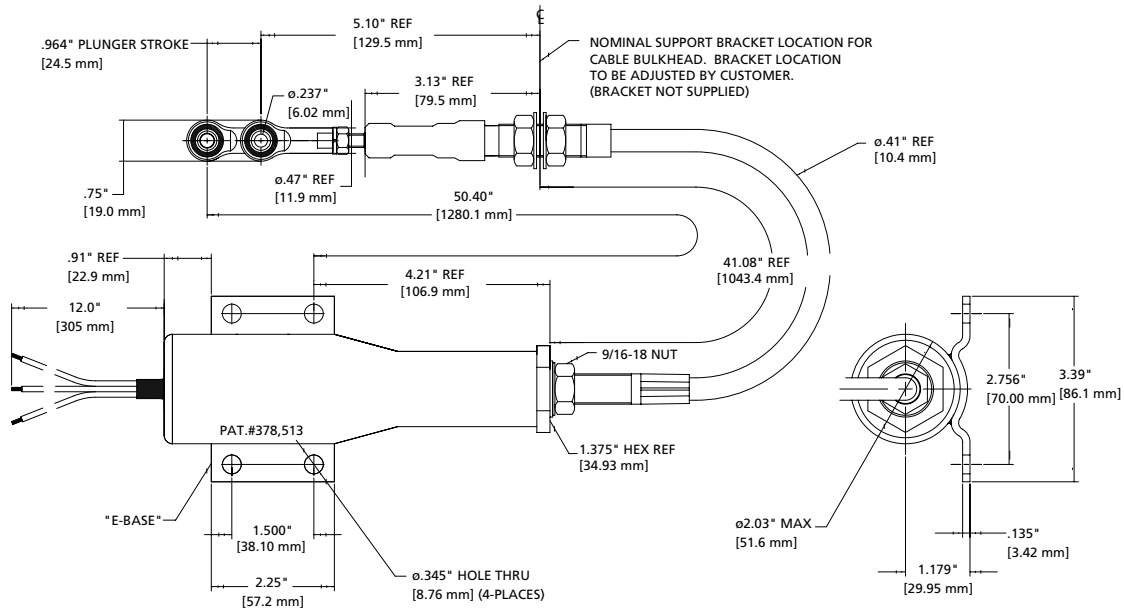 ℄
5.10" REF
[129.5 mm]
.964" PLUNGER STROKE
[24.5 mm]
NOMINAL SUPPORT BRACKET LOCATION FOR
CABLE BULKHEAD. BRACKET LOCATION
TO BE ADJUSTED BY CUSTOMER.
(BRACKET NOT SUPPLIED)
3.13" REF
[79.5 mm]
ø.237"
[6.02 mm]
ø.41" REF
[10.4 mm]
ø.47" REF
[11.9 mm]
.75"
[19.0 mm]
50.40"
[1280.1 mm]
.91" REF
[22.9 mm]
4.21" REF
[106.9 mm]
41.08" REF
[1043.4 mm]
12.0"
[305 mm]
9/16-18 NUT
2.756"
[70.00 mm]
3.39"
[86.1 mm]
PAT.#378,513
1.375" HEX REF
[34.93 mm]
"E-BASE"
1.500"
[38.10 mm]
ø2.03" MAX
[51.6 mm]
.135"
[3.42 mm]
2.25"
[57.2 mm]
ø.345" HOLE THRU
[8.76 mm] (4-PLACES)
1.179"
[29.95 mm]